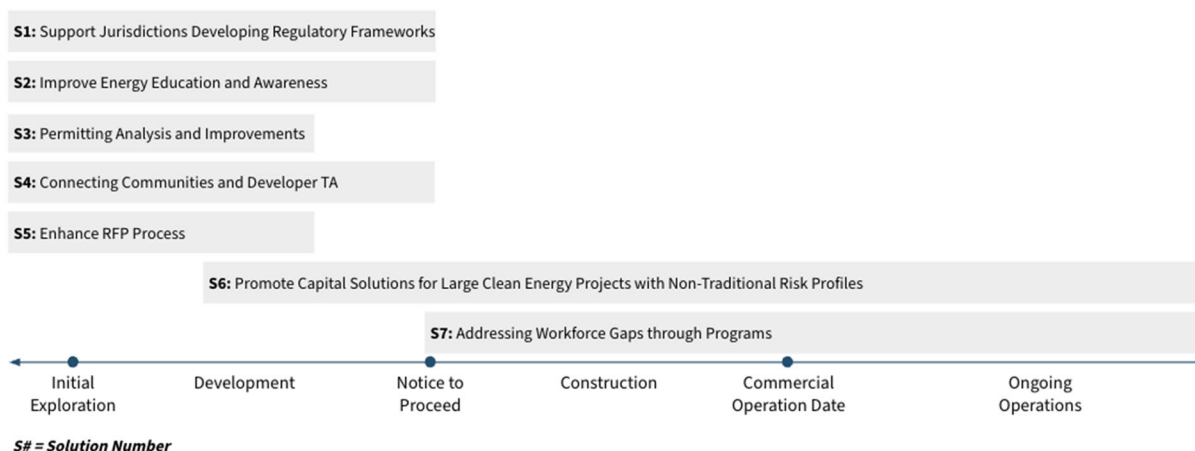 S1: Support Jurisdictions Developing Regulatory Frameworks
S2: Improve Energy Education and Awareness
S3: Permitting Analysis and Improvements
S4: Connecting Communities and Developer TA
S5: Enhance RFP Process
S6: Promote Capital Solutions for Large Clean Energy Projects with Non-Traditional Risk Profiles
S7: Addressing Workforce Gaps through Programs
Initial
Exploration
Development
Notice to
Proceed
Construction
Commercial
Operation Date
Ongoing
Operations
S# = Solution Number